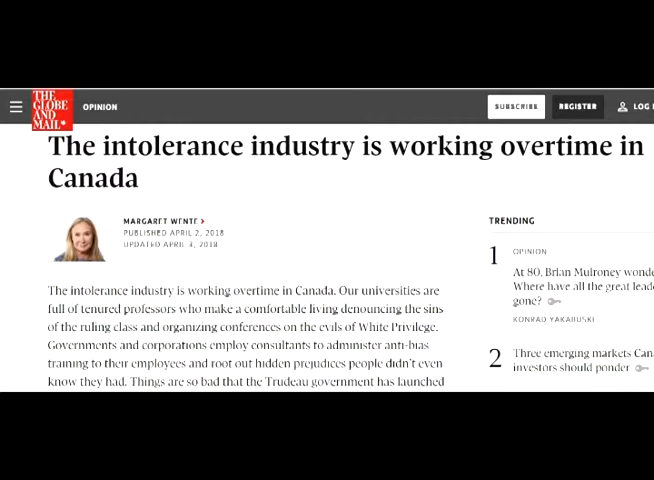 THE
GLOBE
AND
MAIL*
OPINION
SUBSCRIBE
REGISTER
LOG
The intolerance industry is working overtime in
Canada
MARGARET WENTE >
PUBLISHED APRIL 2, 2018
UPDATED APRIL 3, 2018
The intolerance industry is working overtime in Canada. Our universities are
full of tenured professors who make a comfortable living denouncing the sins
of the ruling class and organizing conferences on the evils of White Privilege.
Governments and corporations employ consultants to administer anti-bias
training to their employees and root out hidden prejudices people didn't even
know they had. Things are so bad that the Trudeau government has launched
TRENDING
1
OPINION
At 80, Brian Mulroney wonde
Where have all the great leade
gone?
KONRAD YAKABUSKI
2
Three emerging markets Can
investors should ponder